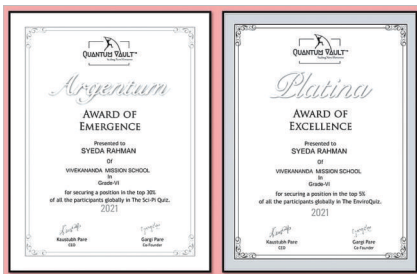 QUANTUM VAULT™
Argentum
AWARD OF
EMERGENCE
Presented to
SYEDA RAHMAN
Of
VIVEKANANDA MISSION SCHOOL
In
Grade-VI
for securing a position in the top 30%
of all the participants globally in The Sci-Pi Quiz.
2021
Kaustubh Pare
CEO
Gargi Pare
Co Founder
QUANTUM VAULT™
Platina
AWARD OF
EXCELLENCE
Presented to
SYEDA RAHMAN
Of
VIVEKANANDA MISSION SCHOOL
In
Grade-VI
for securing a position in the top 5%
of all the participants globally in The EnviroQuiz.
2021
Kaustubh Pare
CEO
Gargi Pare
Co Founder